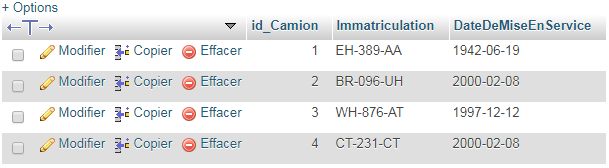 + Options
←T→ id_Camion Immatriculation DateDeMiseEnService
Modifier Copier Effacer 1 EH-389-AA 1942-06-19
Modifier Copier Effacer 2 BR-096-UH 2000-02-08
Modifier Copier Effacer 3 WH-876-AT 1997-12-12
Modifier Copier Effacer 4 CT-231-CT 2000-02-08